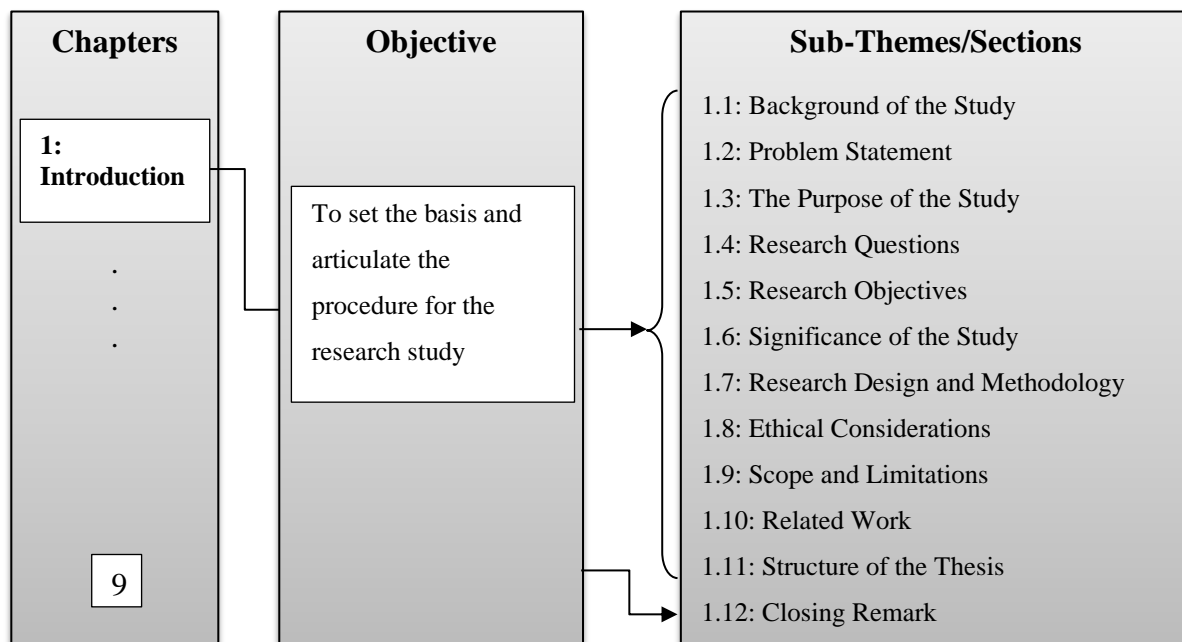 Chapters
1:
Introduction
.
.
.
9
Objective
To set the basis and
articulate the
procedure for the
research study
Sub-Themes/Sections
1.1: Background of the Study
1.2: Problem Statement
1.3: The Purpose of the Study
1.4: Research Questions
1.5: Research Objectives
1.6: Significance of the Study
1.7: Research Design and Methodology
1.8: Ethical Considerations
1.9: Scope and Limitations
1.10: Related Work
1.11: Structure of the Thesis
1.12: Closing Remark